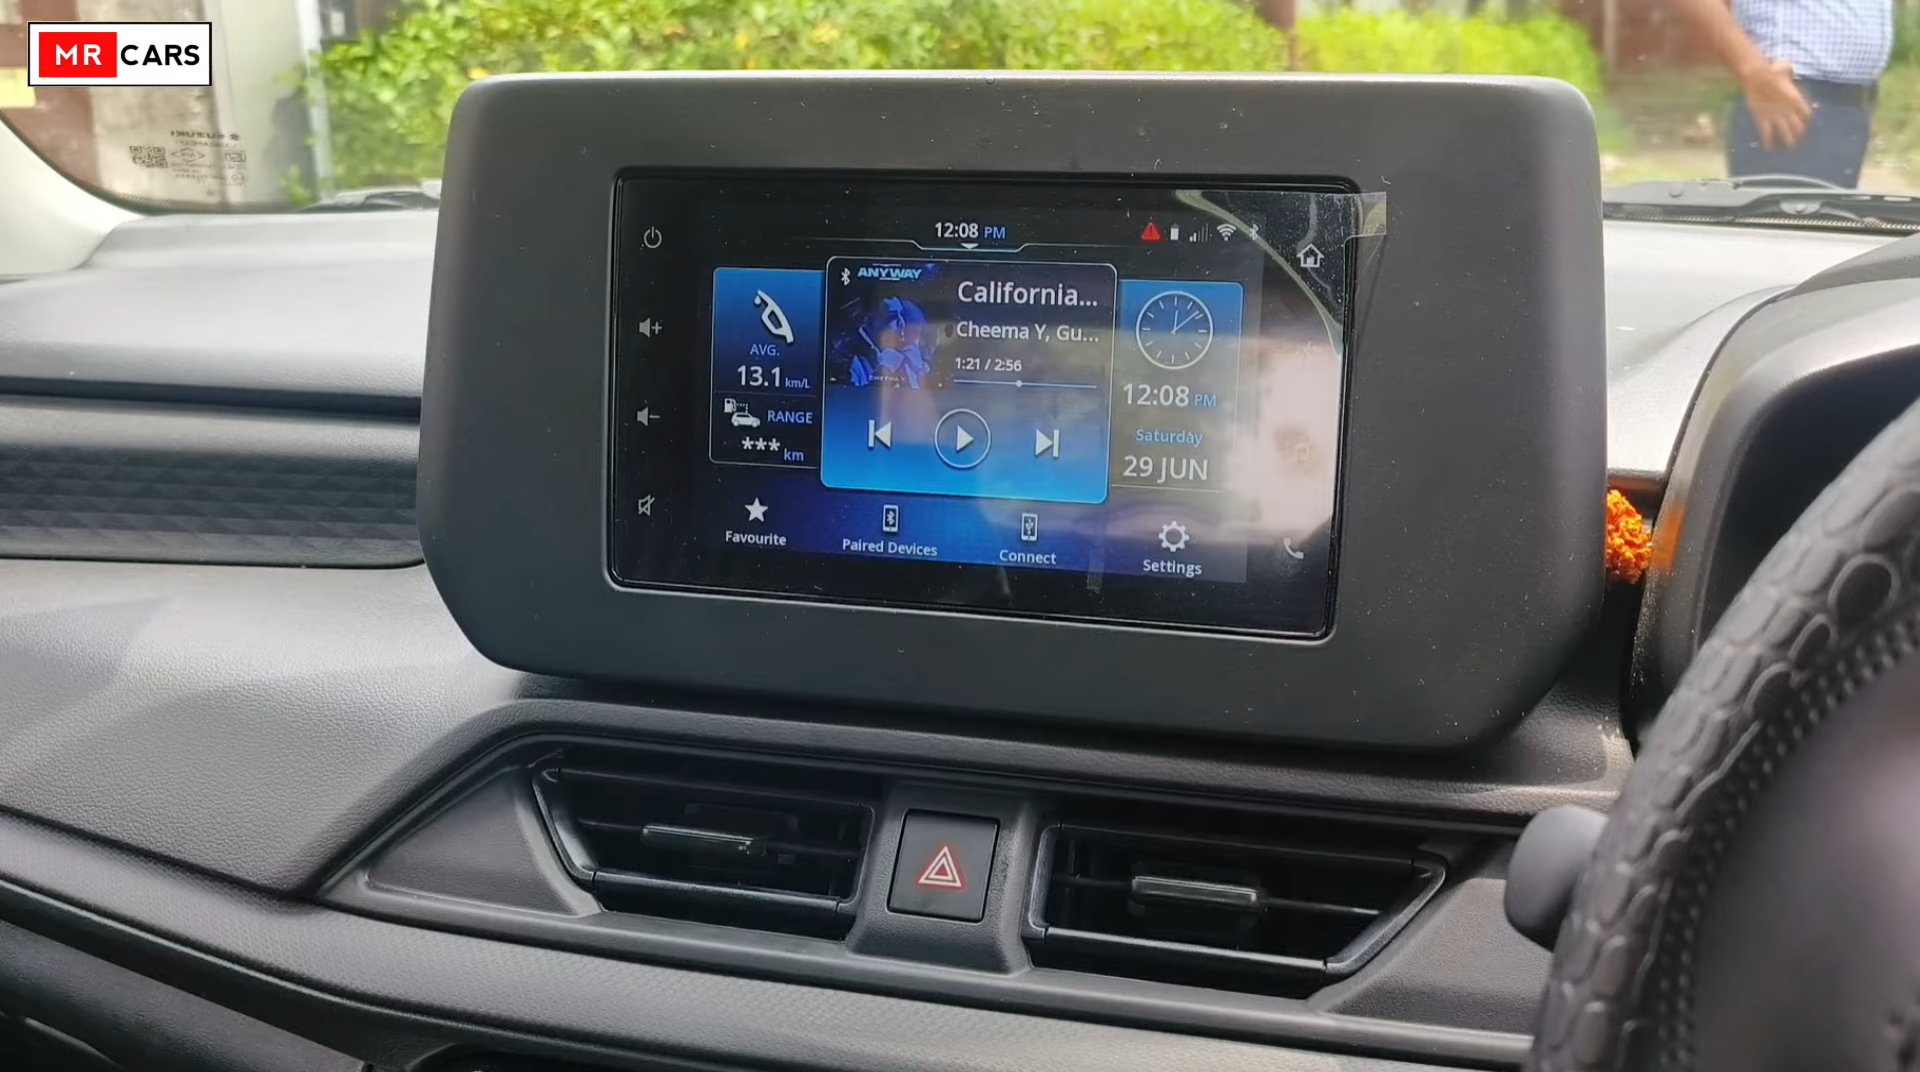 MR CARS
SUZUKI
12:08 PM
ANYWAY
California...
Cheema Y, Gu...
1:21 / 2:56
AVG.
13.1 km/L
RANGE
*** km
12:08 PM
Saturday
29 JUN
Favourite
Paired Devices
Connect
Settings